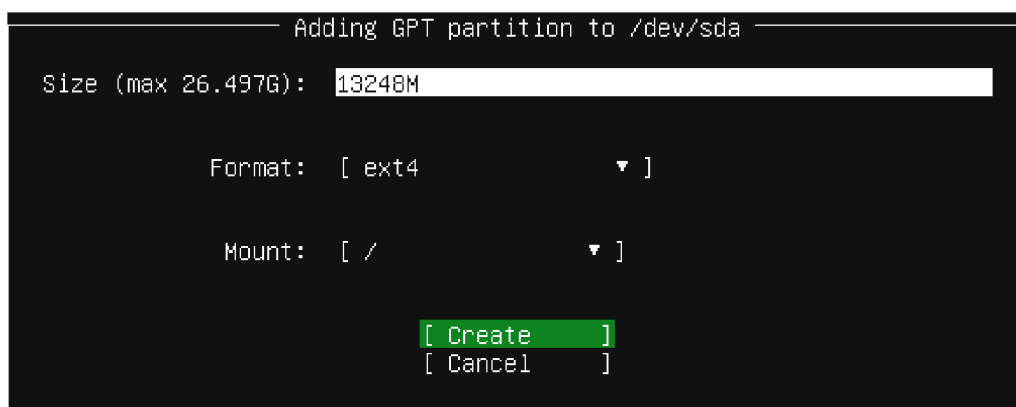 Adding GPT partition to /dev/sda
Size (max 26.497G): 13248M
Format: [ ext4 ▾ ]
Mount: [ / ▾ ]
[ Create ]
[ Cancel ]